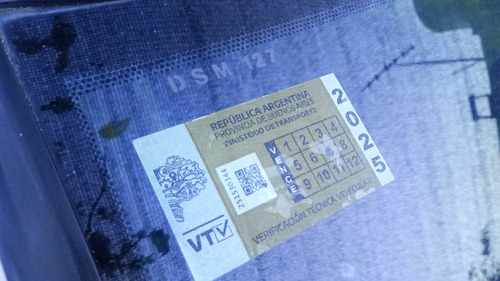 DSM 127
REPÚBLICA ARGENTINA
PROVINCIA DE BUENOS AIRES
MINISTERIO DE TRANSPORTE
2025
VENCE
1 2 3 4
5 6 8
9 10 11 12
251530144
VTV
VERIFICACIÓN TÉCNICA VEHICULAR